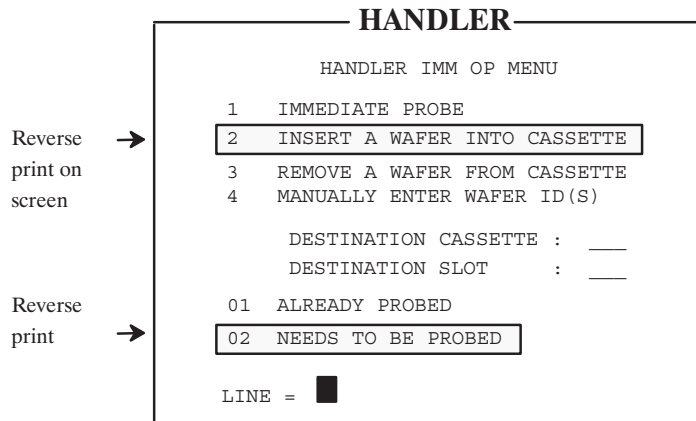 HANDLER
HANDLER IMM OP MENU
1 IMMEDIATE PROBE
Reverse print on screen
2 INSERT A WAFER INTO CASSETTE
3 REMOVE A WAFER FROM CASSETTE
4 MANUALLY ENTER WAFER ID(S)
DESTINATION CASSETTE : ___
DESTINATION SLOT : ___
01 ALREADY PROBED
Reverse print
02 NEEDS TO BE PROBED
LINE =